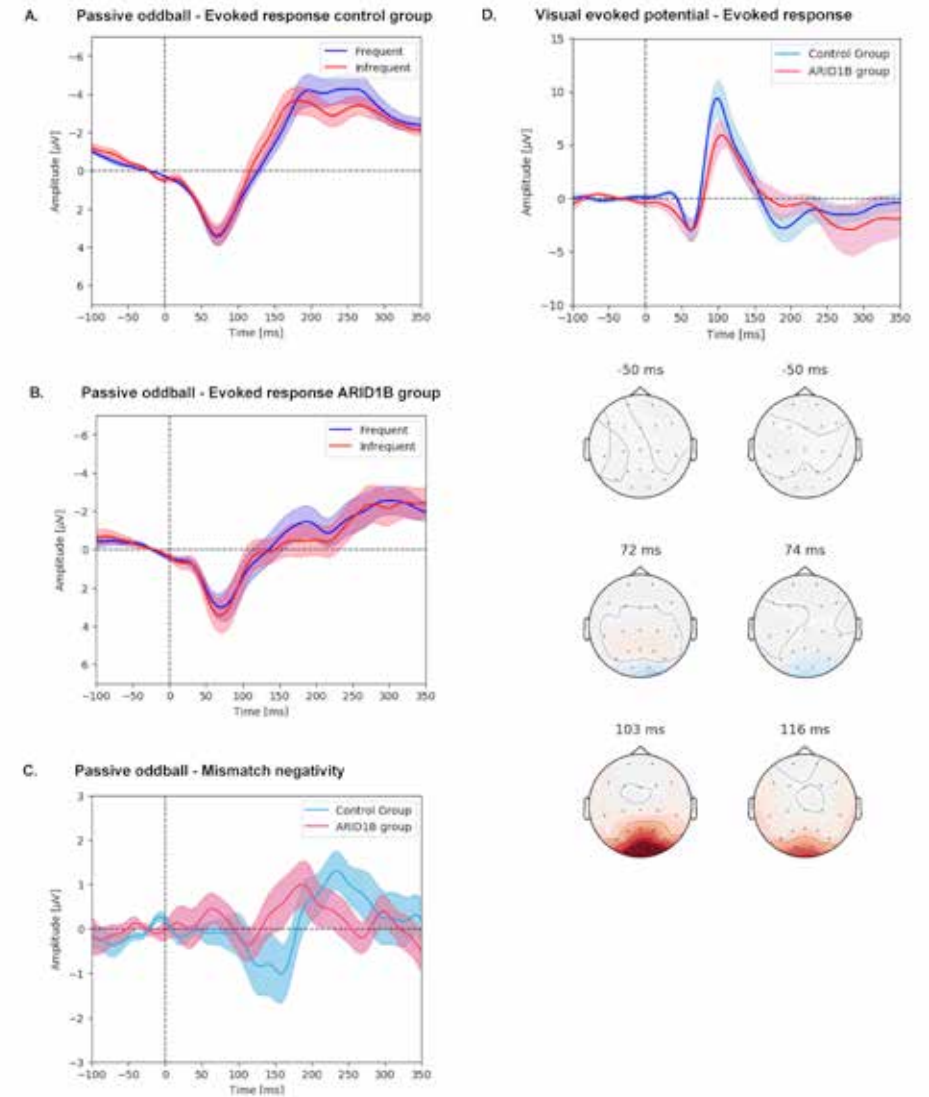 A. Passive oddball - Evoked response control group
−6
−4
−2
0
2
4
6
Amplitude [µV]
Frequent
Infrequent
−100 −50 0 50 100 150 200 250 300 350
Time [ms]
B. Passive oddball - Evoked response ARID1B group
−6
−4
−2
0
2
4
6
Amplitude [µV]
Frequent
Infrequent
−100 −50 0 50 100 150 200 250 300 350
Time [ms]
C. Passive oddball - Mismatch negativity
3
2
1
0
−1
−2
−3
Amplitude [µV]
Control Group
ARID1B group
−100 −50 0 50 100 150 200 250 300 350
Time [ms]
D. Visual evoked potential - Evoked response
15
10
5
0
−5
−10
Amplitude [µV]
Control Group
ARID1B group
−100 −50 0 50 100 150 200 250 300 350
Time [ms]
-50 ms -50 ms
72 ms 74 ms
103 ms 116 ms